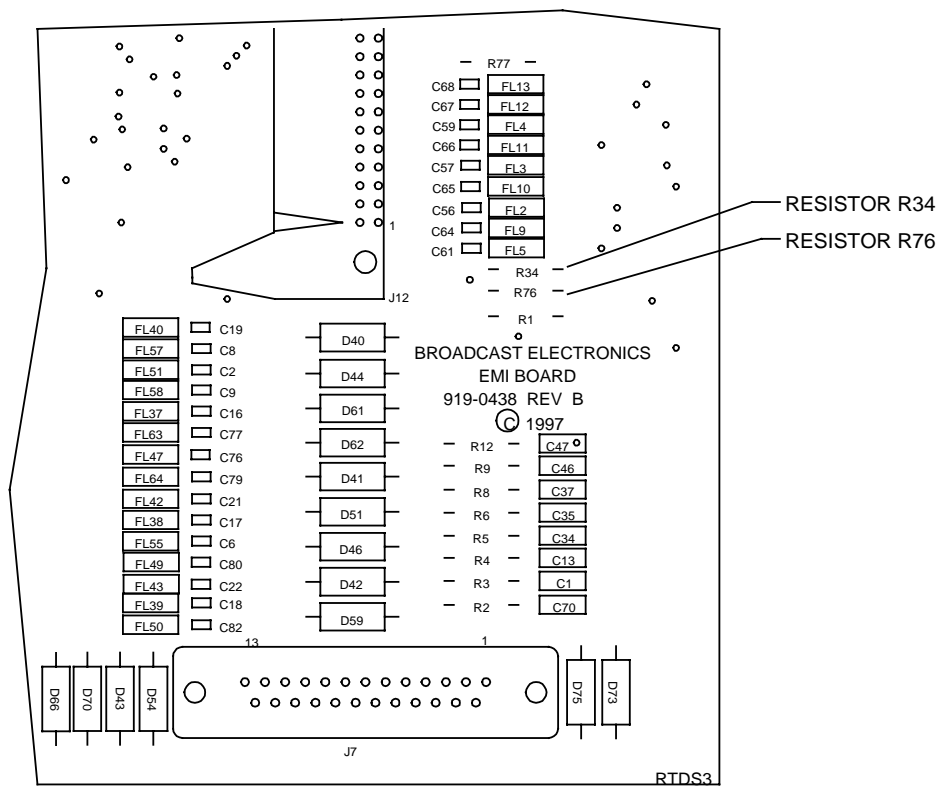 R77
C68 FL13
C67 FL12
C59 FL4
C66 FL11
C57 FL3
C65 FL10
C56 FL2
C64 FL9
C61 FL5
1
J12
R34
R76
R1
RESISTOR R34
RESISTOR R76
FL40 C19
FL57 C8
FL51 C2
FL58 C9
FL37 C16
FL63 C77
FL47 C76
FL64 C79
FL42 C21
FL38 C17
FL55 C6
FL49 C80
FL43 C22
FL39 C18
FL50 C82
D40
D44
D61
D62
D41
D51
D46
D42
D59
BROADCAST ELECTRONICS
EMI BOARD
919-0438 REV B
C 1997
R12 C47
R9 C46
R8 C37
R6 C35
R5 C34
R4 C13
R3 C1
R2 C70
13 1
D66
D70
D43
D54
D75
D73
J7
RTDS3